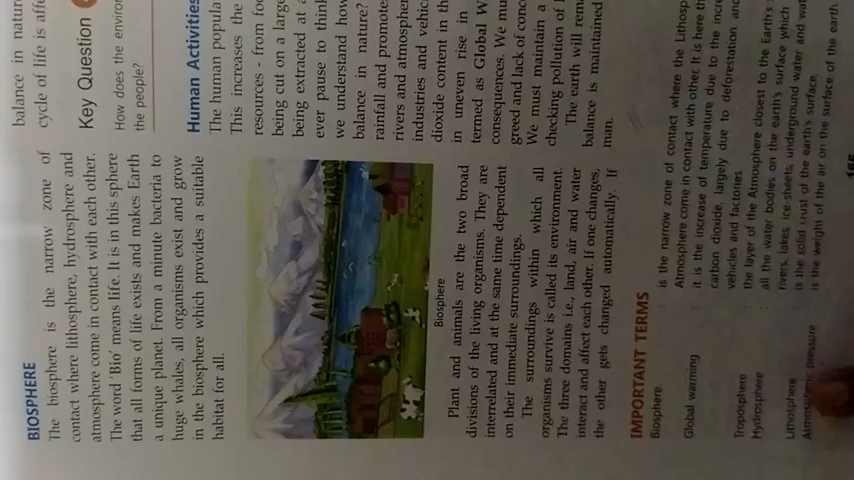 BIOSPHERE
The biosphere is the narrow zone of
contact where lithosphere, hydrosphere and
atmosphere come in contact with each other.
The word 'Bio' means life. It is in this sphere
that all forms of life exists and makes Earth
a unique planet. From a minute bacteria to
huge whales, all organisms exist and grow
in the biosphere which provides a suitable
habitat for all.
Biosphere
Plant and animals are the two broad
divisions of the living organisms. They are
interrelated and at the same time dependent
on their immediate surroundings.
The surroundings within which all
organisms survive is called its environment.
The three domains i.e., land, air and water
interact and affect each other. if one changes,
the other gets changed automatically. If
balance in nature
cycle of life is affe
Key Question
How does the environ
the people?
Human Activities
The human popula
This increases the
resources - from foo
being cut on a large
being extracted at a
ever pause to think
we understand how
balance in nature?
rainfall and promote
rivers and atmospher
industries and vehic
dioxide content in th
in uneven rise in
termed as Global W
consequences. We mu
greed and lack of conc
We must maintain a
checking pollution of l
The earth will rema
balance is maintained
man.
IMPORTANT TERMS
Biosphere : is the narrow zone of contact where the Lithosp
Atmosphere come in contact with other. It is here th
Global warming : it is the increase of temperature due to the incre
carbon dioxide, largely due to deforestation and
vehicles and factories.
Troposphere : the layer of the Atmosphere closest to the Earth's
Hydrosphere : all the water bodies on the earth's surface which
rivers, lakes, ice-sheets, underground water and wat
Lithosphere : is the solid crust of the earth's surface.
Atmospheric pressure : is the weight of the air on the surface of the earth.